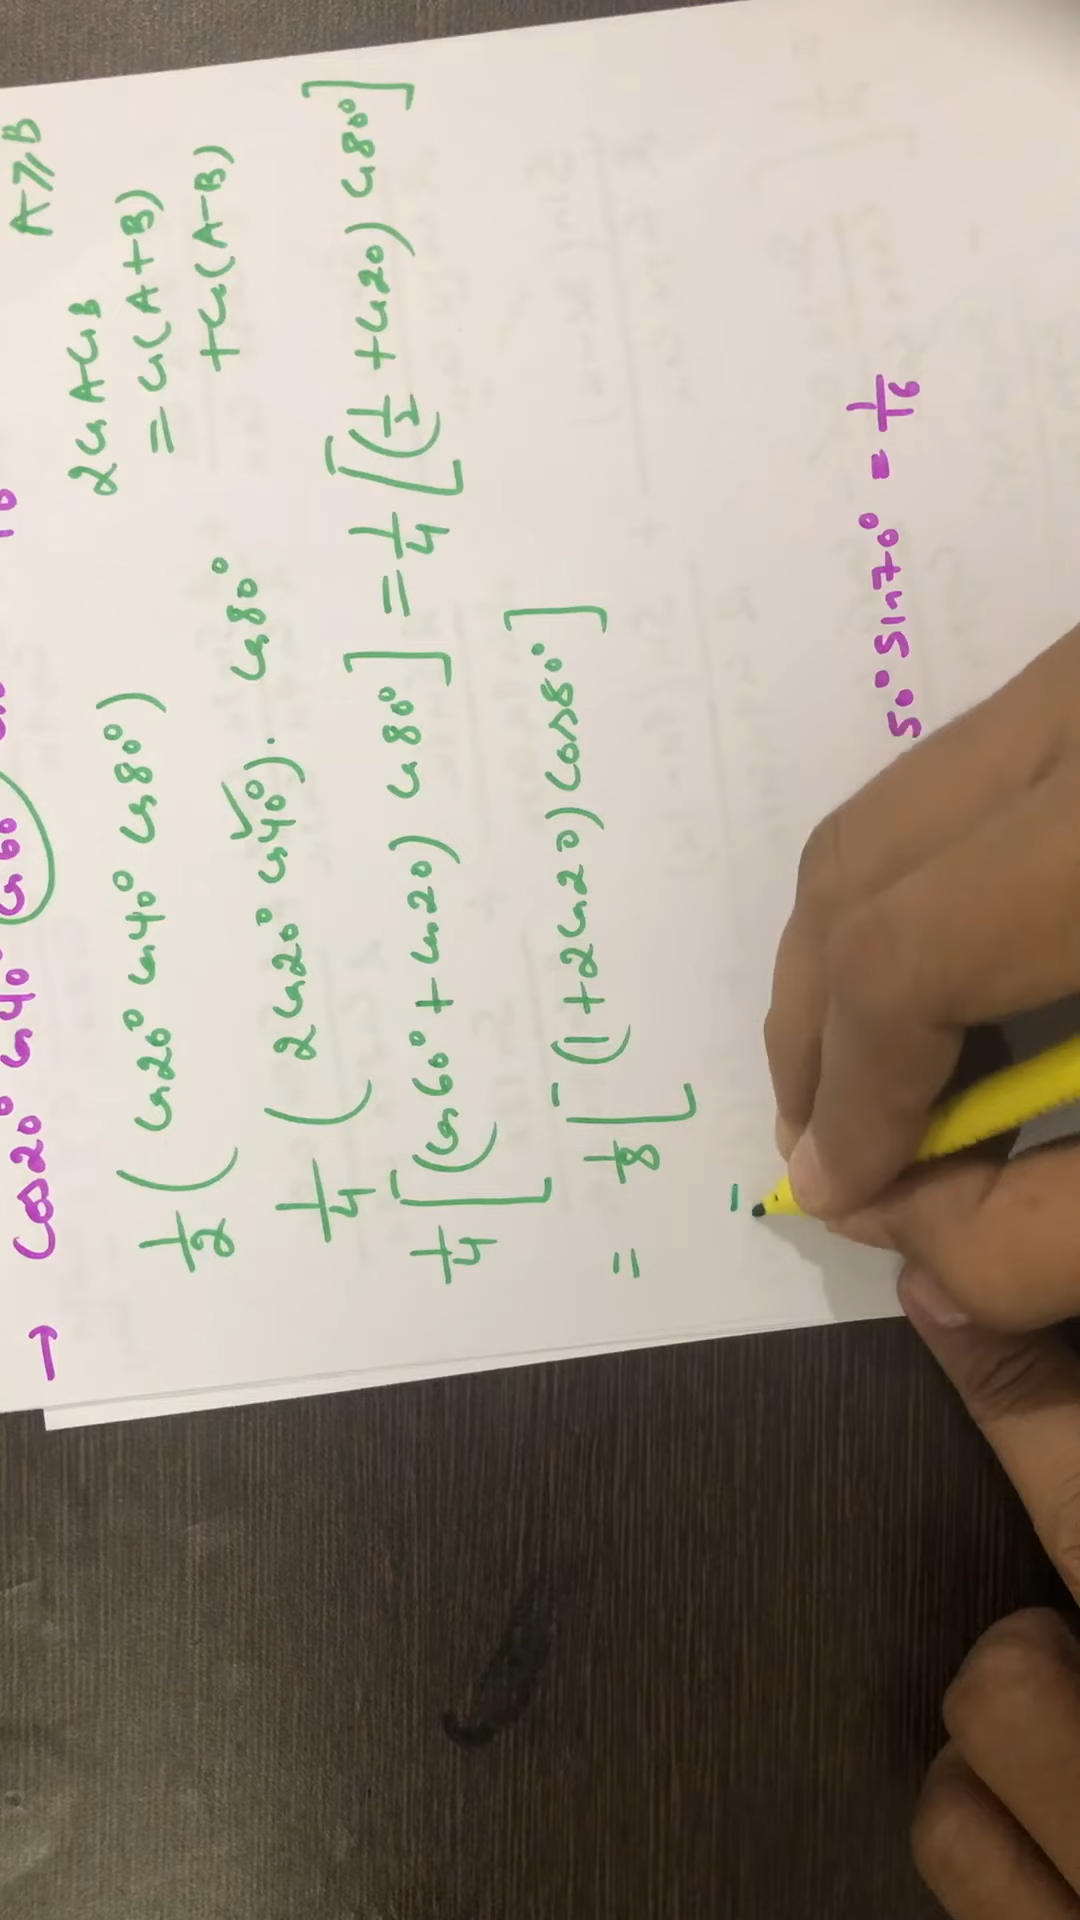 → Cos20° cos40° cos60°
A⩾B
2cosAcosB
= cos(A+B)
+cos(A-B)
1/2 ( cos20° cos40° cos80° )
1/4 ( 2cos20° cos40° ). cos80°
1/4 [ (cos60° + cos20) cos80° ] = 1/4 [ (1/2 + cos20) cos80° ]
= 1/8 [ (1+2cos20) cos80° ]
50° sin70° = 1/16